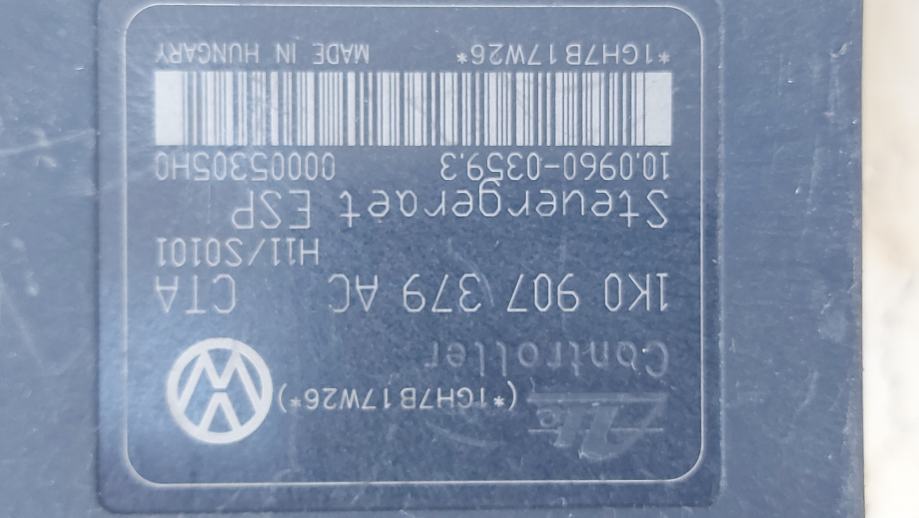 Ate (*1GH7B17W26*)
Controller
1K0 907 379 AC CTA
H11/S0101
Steuergeraet ESP
10.0960-0359.3 00005305H0
*1GH7B17W26* MADE IN HUNGARY